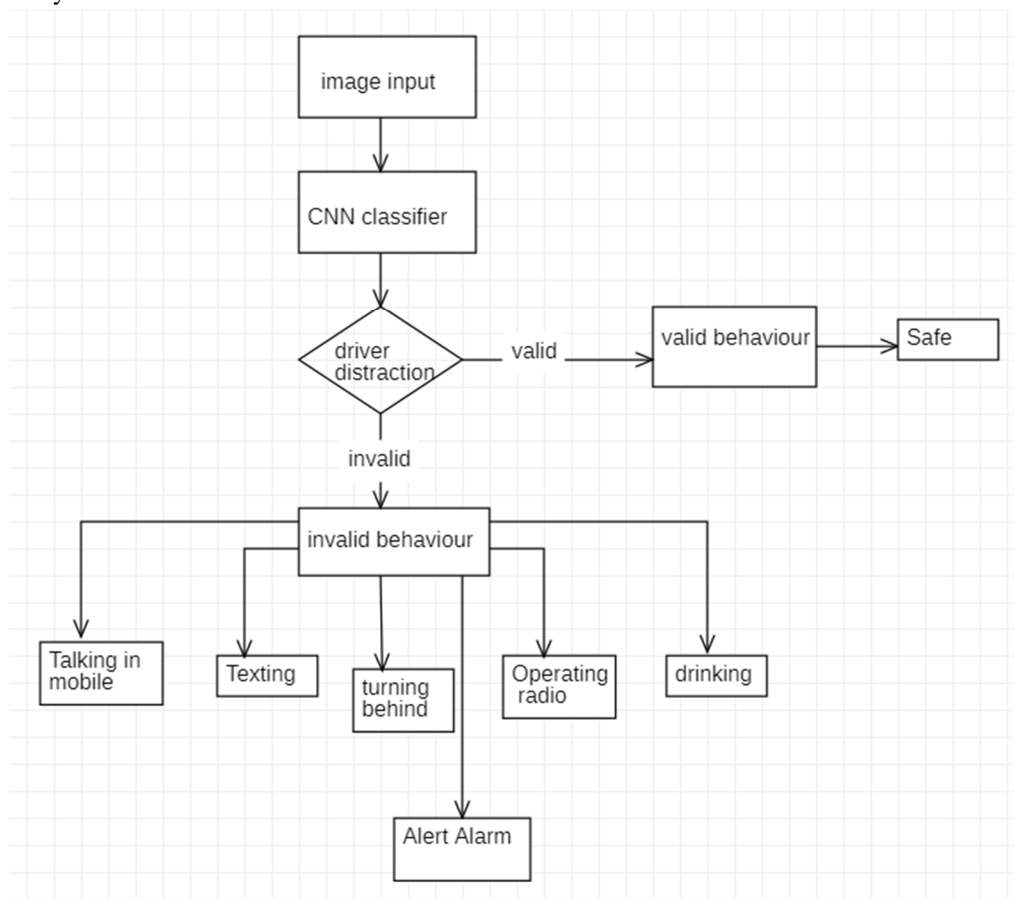 image input
CNN classifier
driver
distraction
valid
valid behaviour
Safe
invalid
invalid behaviour
Talking in
mobile
Texting
turning
behind
Operating
radio
drinking
Alert Alarm